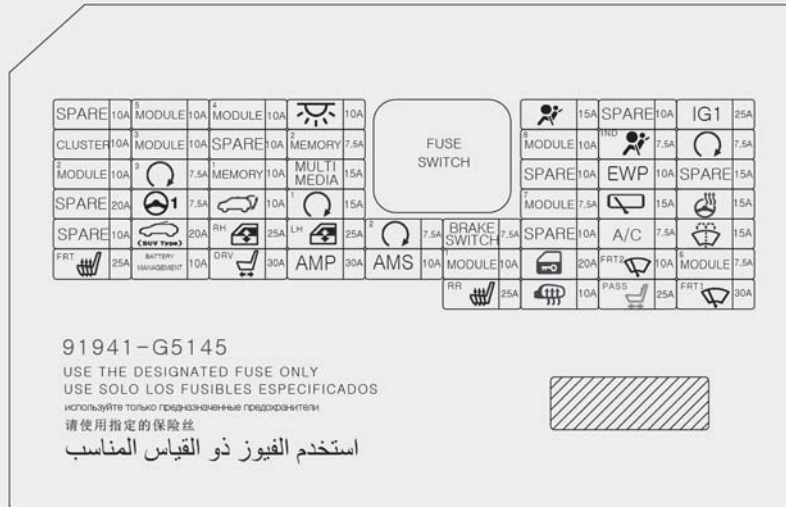 SPARE 10A 5 MODULE 10A 4 MODULE 10A 10A 15A SPARE 10A IG1 25A
CLUSTER 10A 3 MODULE 10A SPARE 10A 2 MEMORY 7.5A FUSE SWITCH 8 MODULE 10A IND 7.5A 7.5A
2 MODULE 10A 3 7.5A 1 MEMORY 10A MULTI MEDIA 15A SPARE 10A EWP 10A SPARE 15A
SPARE 20A 1 7.5A 10A 1 15A 7 MODULE 7.5A 15A 15A
SPARE 10A (SUV Type) 20A RH 25A LH 25A 2 7.5A BRAKE SWITCH 7.5A SPARE 10A A/C 7.5A 15A
FRT 25A BATTERY MANAGEMENT 10A DRV 30A AMP 30A AMS 10A 1 MODULE 10A 20A FRT2 10A 6 MODULE 7.5A
RR 25A 10A PASS 25A FRT1 30A
91941-G5145
USE THE DESIGNATED FUSE ONLY
USE SOLO LOS FUSIBLES ESPECIFICADOS
используйте только предназначенные предохранители
请使用指定的保险丝
استخدم الفيوز ذو القياس المناسب